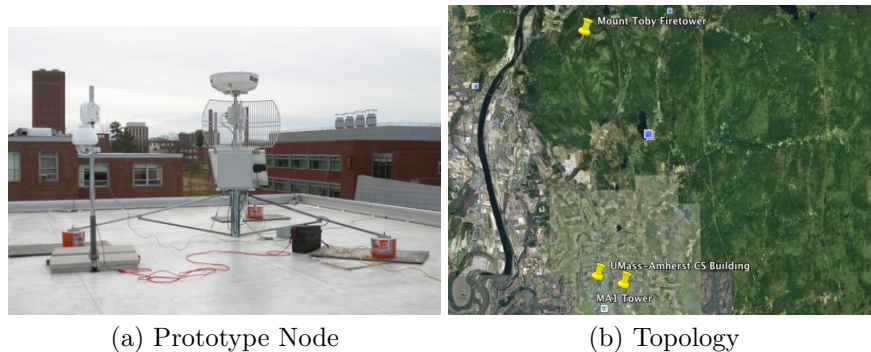 Mount Toby Firetower
UMass-Amherst CS Building
MA1 Tower
(a) Prototype Node
(b) Topology